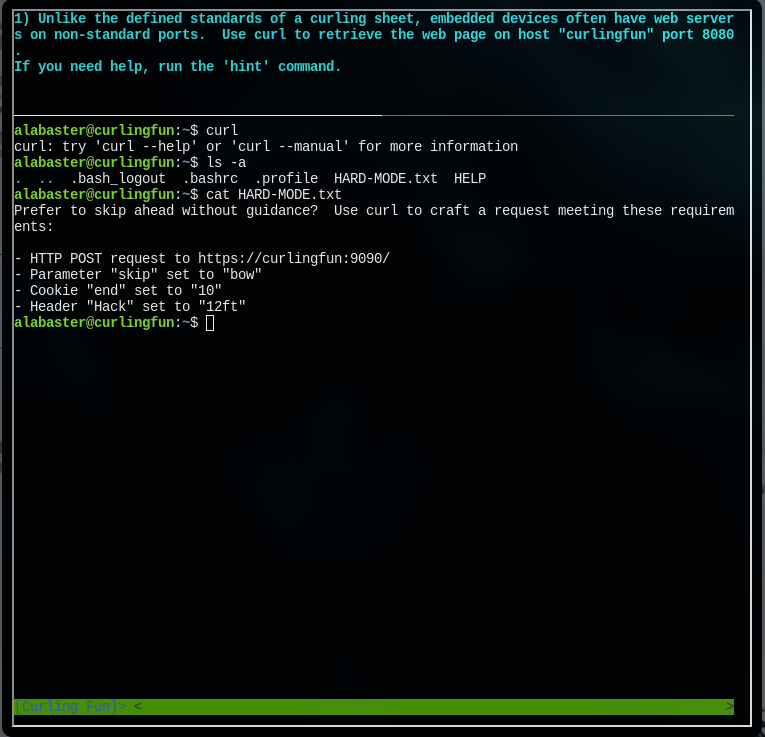 1) Unlike the defined standards of a curling sheet, embedded devices often have web server
s on non-standard ports.  Use curl to retrieve the web page on host "curlingfun" port 8080
.
If you need help, run the 'hint' command.
alabaster@curlingfun:~$ curl
curl: try 'curl --help' or 'curl --manual' for more information
alabaster@curlingfun:~$ ls -a
.  ..  .bash_logout  .bashrc  .profile  HARD-MODE.txt  HELP
alabaster@curlingfun:~$ cat HARD-MODE.txt
Prefer to skip ahead without guidance?  Use curl to craft a request meeting these requirem
ents:
- HTTP POST request to https://curlingfun:9090/
- Parameter "skip" set to "bow"
- Cookie "end" set to "10"
- Header "Hack" set to "12ft"
alabaster@curlingfun:~$
[Curling Fun]> < >